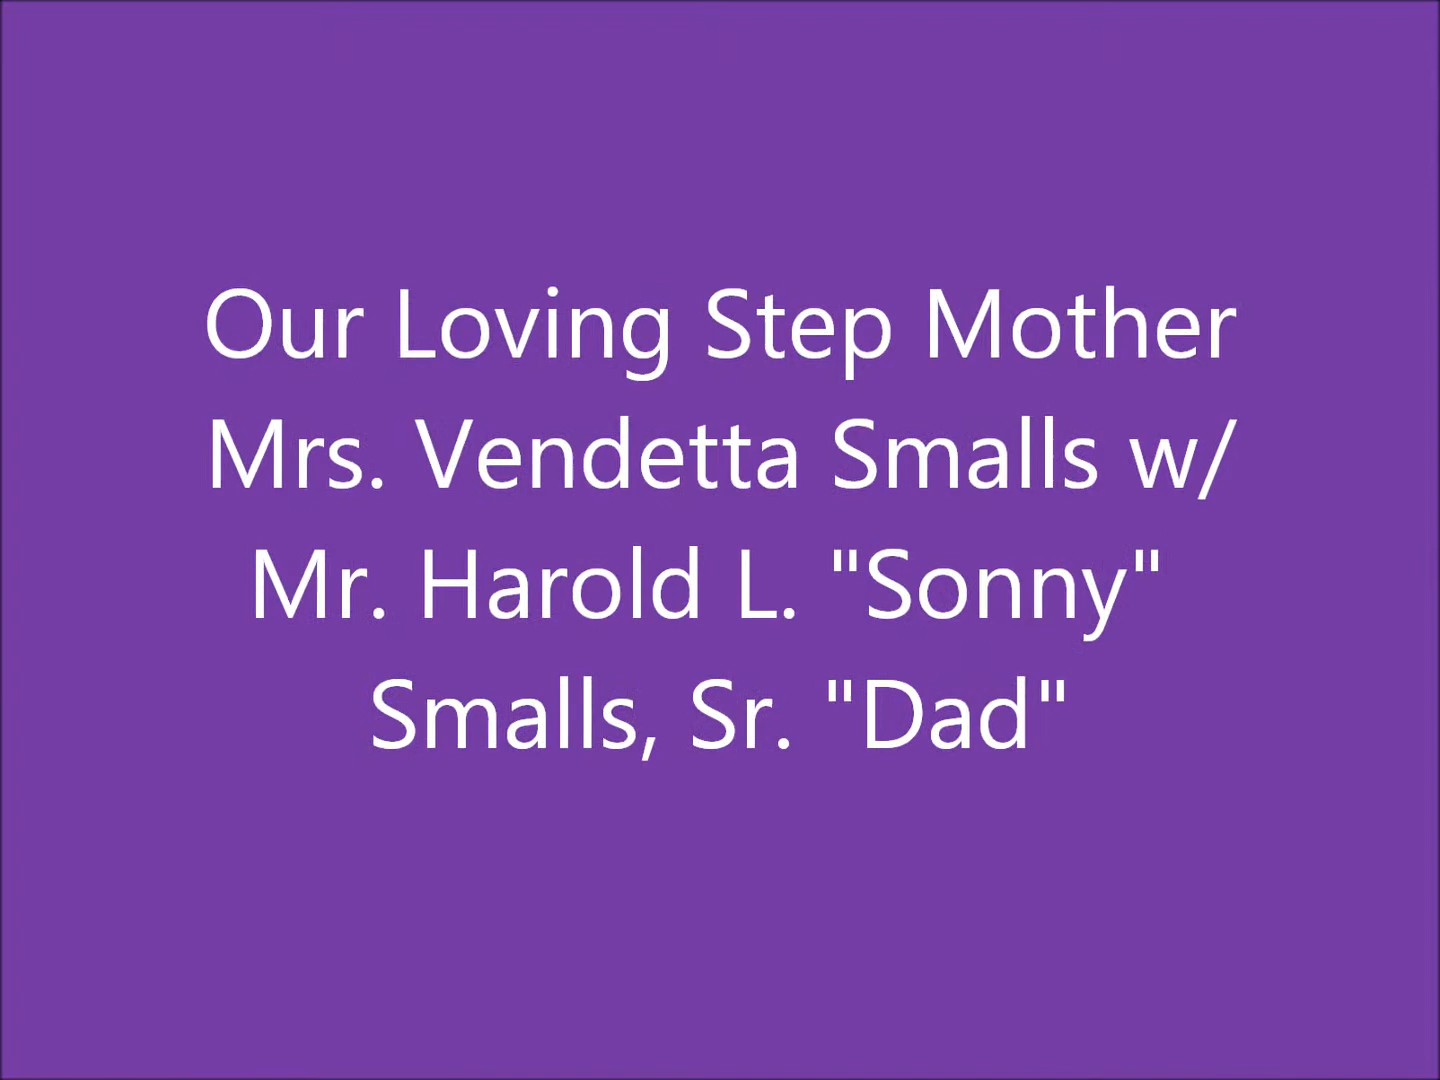 Our Loving Step Mother
Mrs. Vendetta Smalls w/
Mr. Harold L. "Sonny"
Smalls, Sr. "Dad"